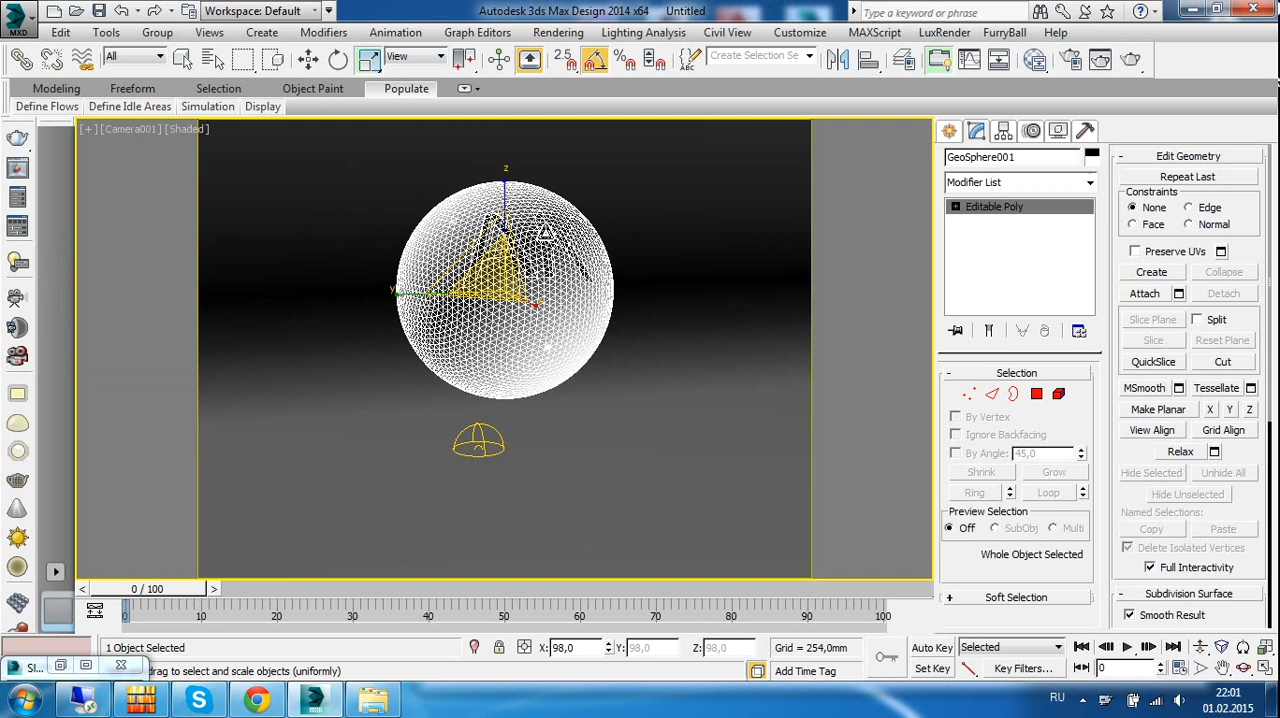 MXD Workspace: Default Autodesk 3ds Max Design 2014 x64 Untitled Type a keyword or phrase
Edit Tools Group Views Create Modifiers Animation Graph Editors Rendering Lighting Analysis Civil View Customize MAXScript LuxRender FurryBall Help
All View 2.5 ABC Create Selection Se
Modeling Freeform Selection Object Paint Populate
Define Flows Define Idle Areas Simulation Display
[+][Camera001][Shaded]
z
y
GeoSphere001
Modifier List
Editable Poly
Selection
By Vertex
Ignore Backfacing
By Angle: 45,0
Shrink Grow
Ring Loop
Preview Selection
Off SubObj Multi
Whole Object Selected
Soft Selection
Edit Geometry
Repeat Last
Constraints
None Edge
Face Normal
Preserve UVs
Create Collapse
Attach Detach
Slice Plane Split
Slice Reset Plane
QuickSlice Cut
MSmooth Tessellate
Make Planar X Y Z
View Align Grid Align
Relax
Hide Selected Unhide All
Hide Unselected
Named Selections:
Copy Paste
Delete Isolated Vertices
Full Interactivity
Subdivision Surface
Smooth Result
0 / 100
0 10 20 30 40 50 60 70 80 90 100
1 Object Selected X: 98,0 Y: 98,0 Z: 98,0 Grid = 254,0mm Auto Key Selected
drag to select and scale objects (uniformly) Add Time Tag Set Key Key Filters... 0
RU 22:01
01.02.2015